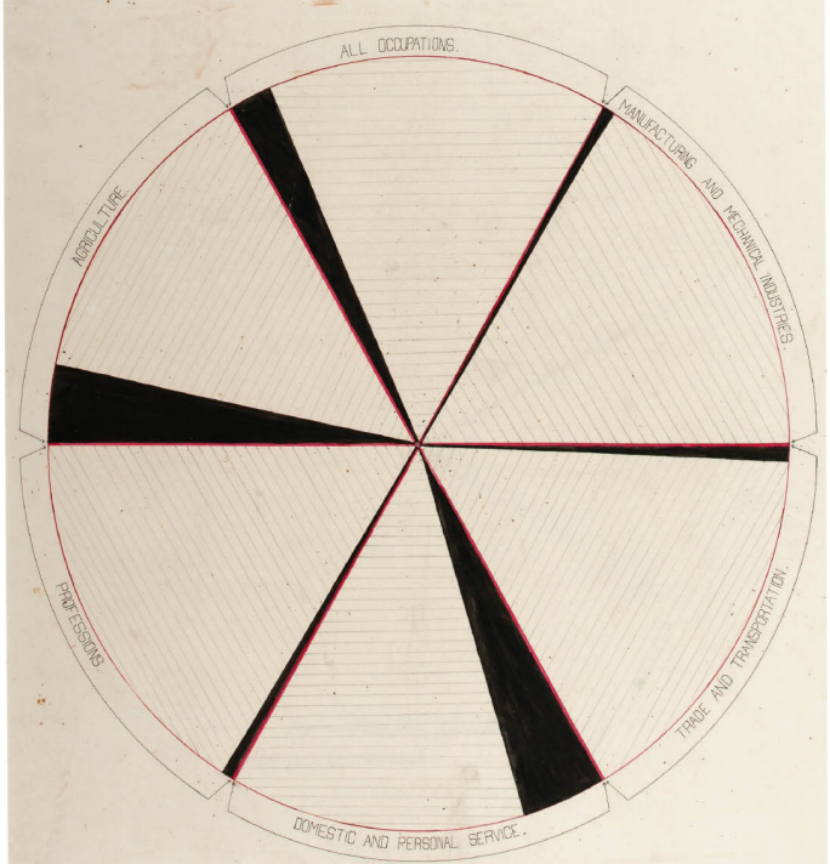 ALL OCCUPATIONS.
MANUFACTURING AND MECHANICAL INDUSTRIES.
TRADE AND TRANSPORTATION.
DOMESTIC AND PERSONAL SERVICE.
PROFESSIONS.
AGRICULTURE.